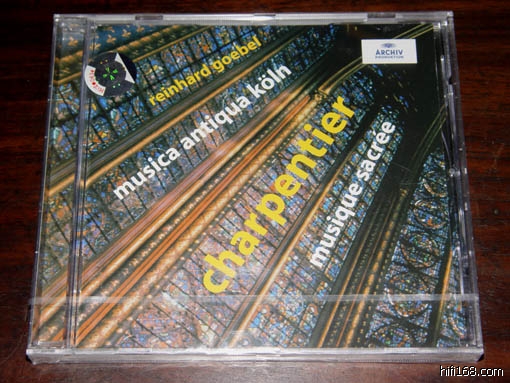 reinhard goebel
musica antiqua köln
charpentier
musique sacrée
ARCHIV
PRODUKTION
hifi168.com